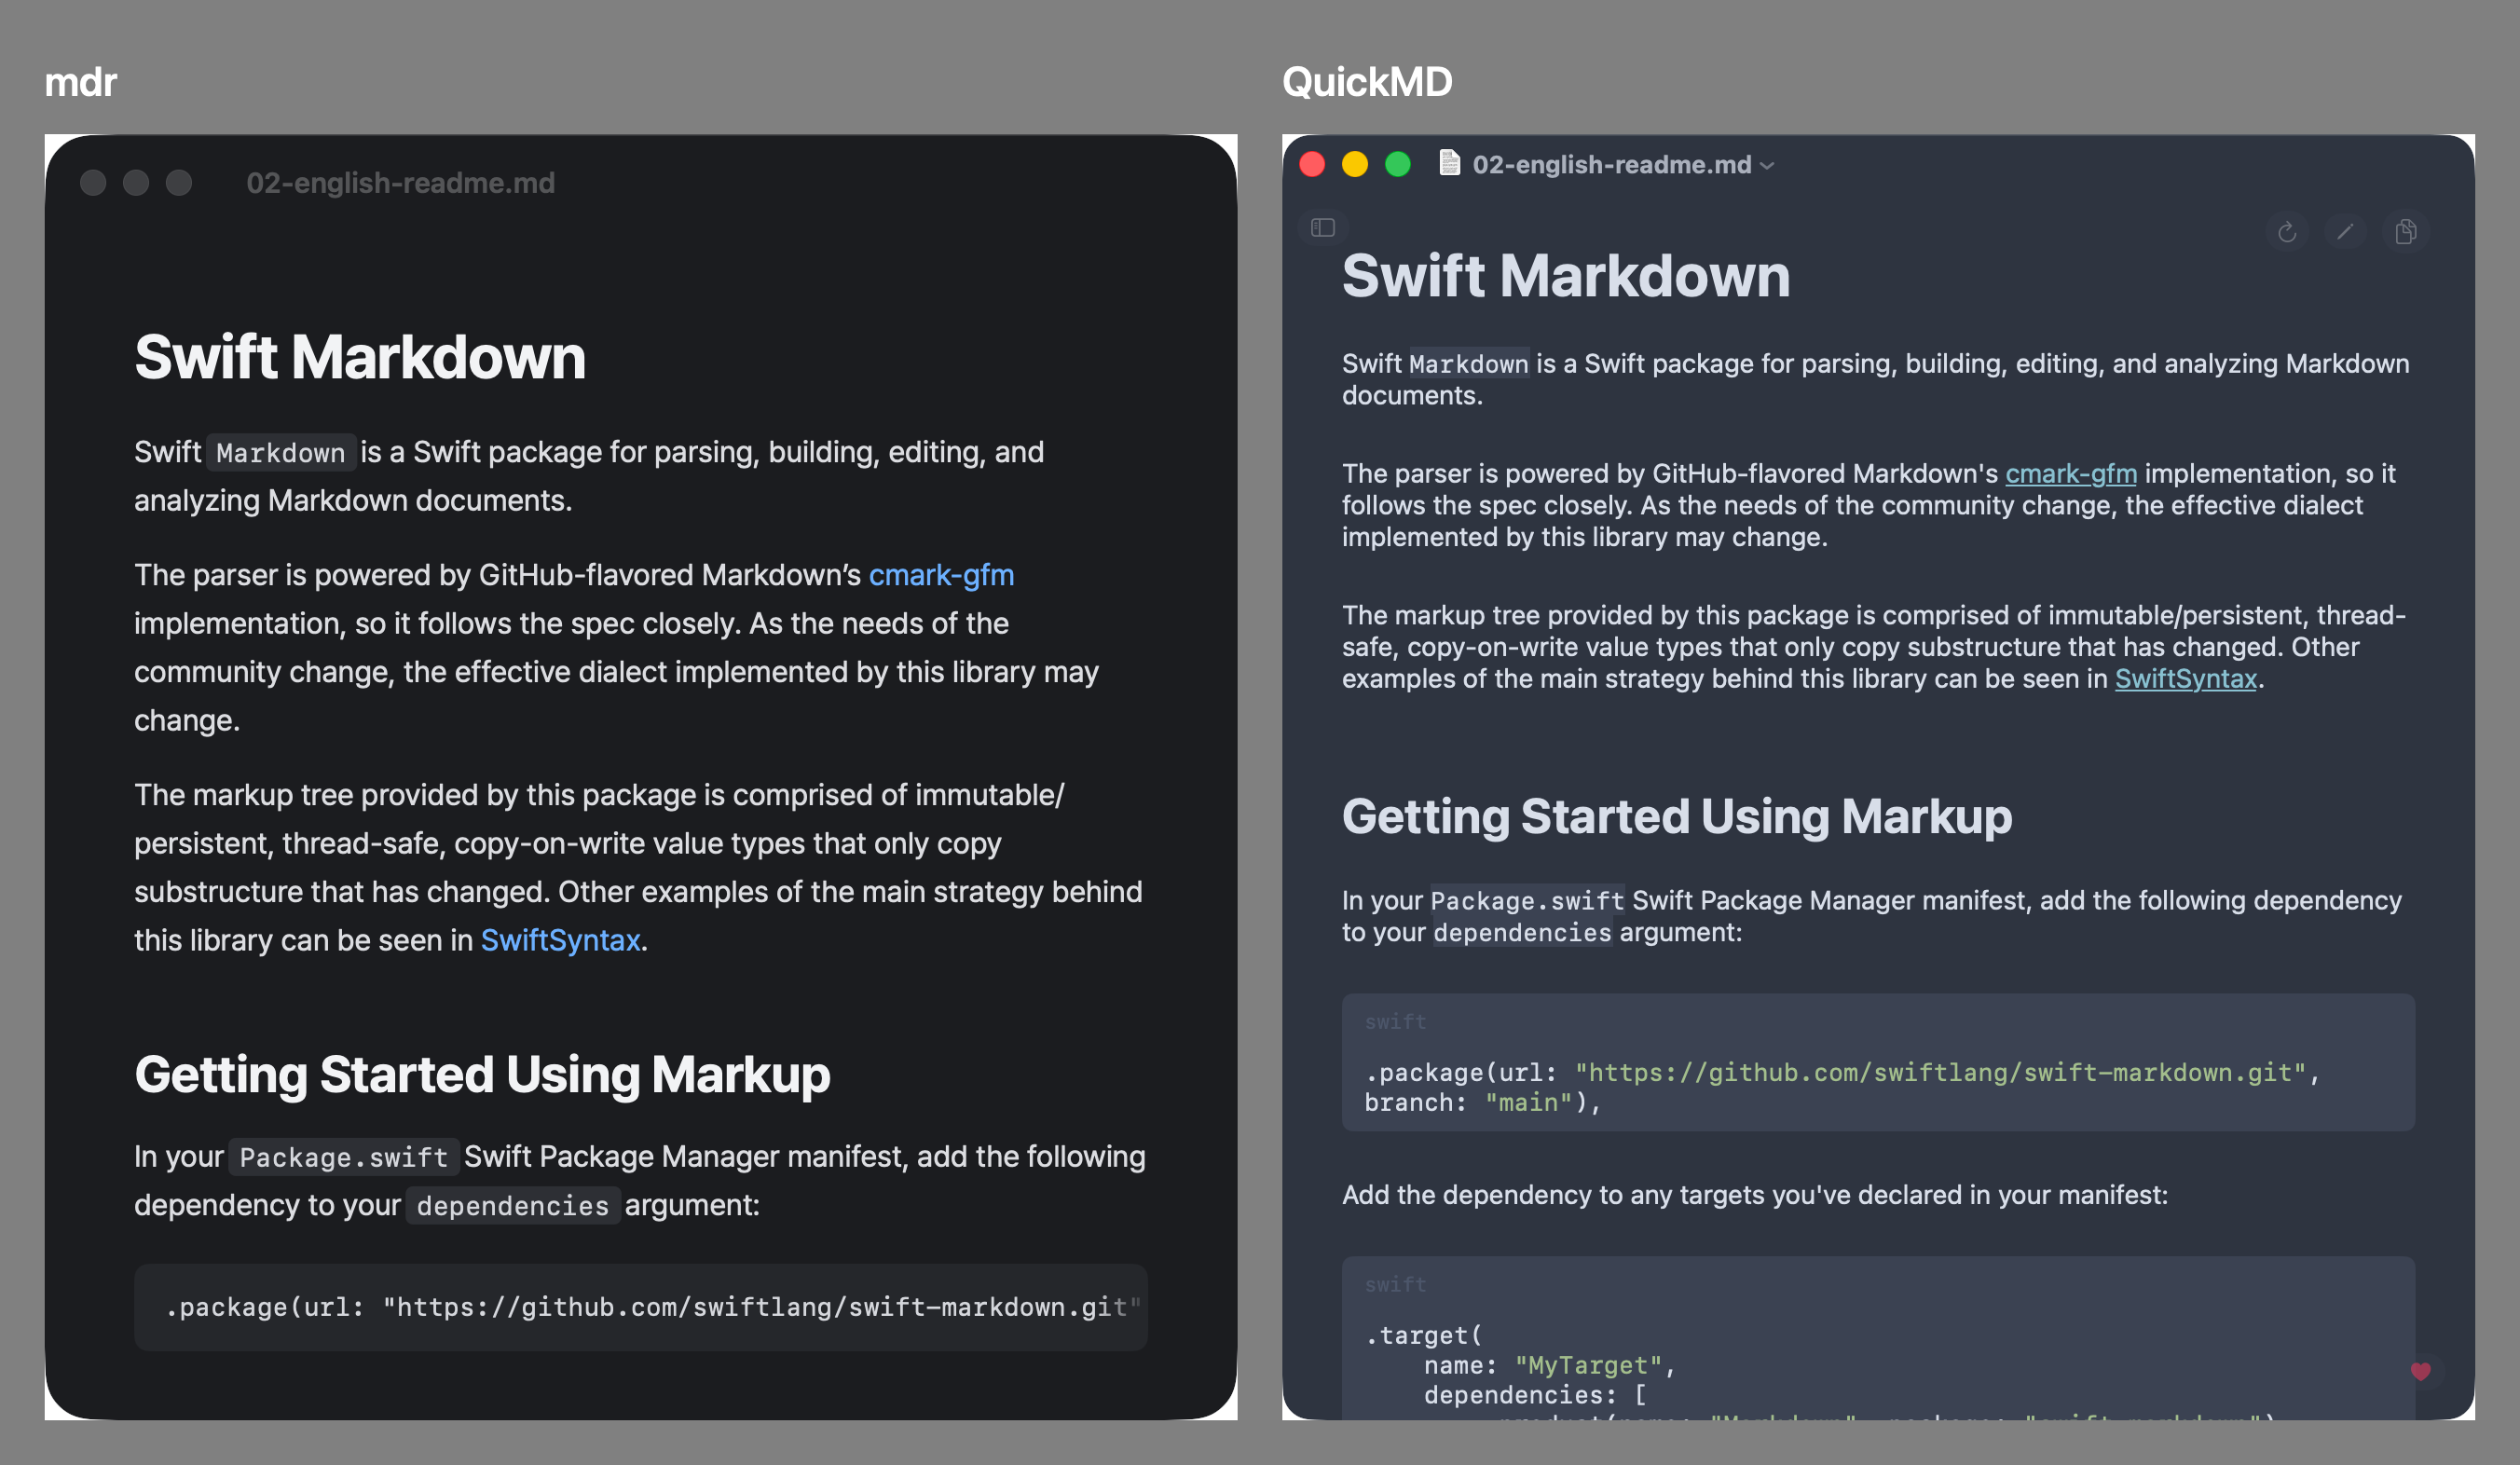 mdr
02-english-readme.md
Swift Markdown
Swift Markdown is a Swift package for parsing, building, editing, and
analyzing Markdown documents.
The parser is powered by GitHub-flavored Markdown’s cmark-gfm
implementation, so it follows the spec closely. As the needs of the
community change, the effective dialect implemented by this library may
change.
The markup tree provided by this package is comprised of immutable/
persistent, thread-safe, copy-on-write value types that only copy
substructure that has changed. Other examples of the main strategy behind
this library can be seen in SwiftSyntax.
Getting Started Using Markup
In your Package.swift Swift Package Manager manifest, add the following
dependency to your dependencies argument:
.package(url: "https://github.com/swiftlang/swift-markdown.git"
QuickMD
02-english-readme.md
Swift Markdown
Swift Markdown is a Swift package for parsing, building, editing, and analyzing Markdown
documents.
The parser is powered by GitHub-flavored Markdown's cmark-gfm implementation, so it
follows the spec closely. As the needs of the community change, the effective dialect
implemented by this library may change.
The markup tree provided by this package is comprised of immutable/persistent, thread-
safe, copy-on-write value types that only copy substructure that has changed. Other
examples of the main strategy behind this library can be seen in SwiftSyntax.
Getting Started Using Markup
In your Package.swift Swift Package Manager manifest, add the following dependency
to your dependencies argument:
swift
.package(url: "https://github.com/swiftlang/swift-markdown.git",
branch: "main"),
Add the dependency to any targets you've declared in your manifest:
swift
.target(
name: "MyTarget",
dependencies: [